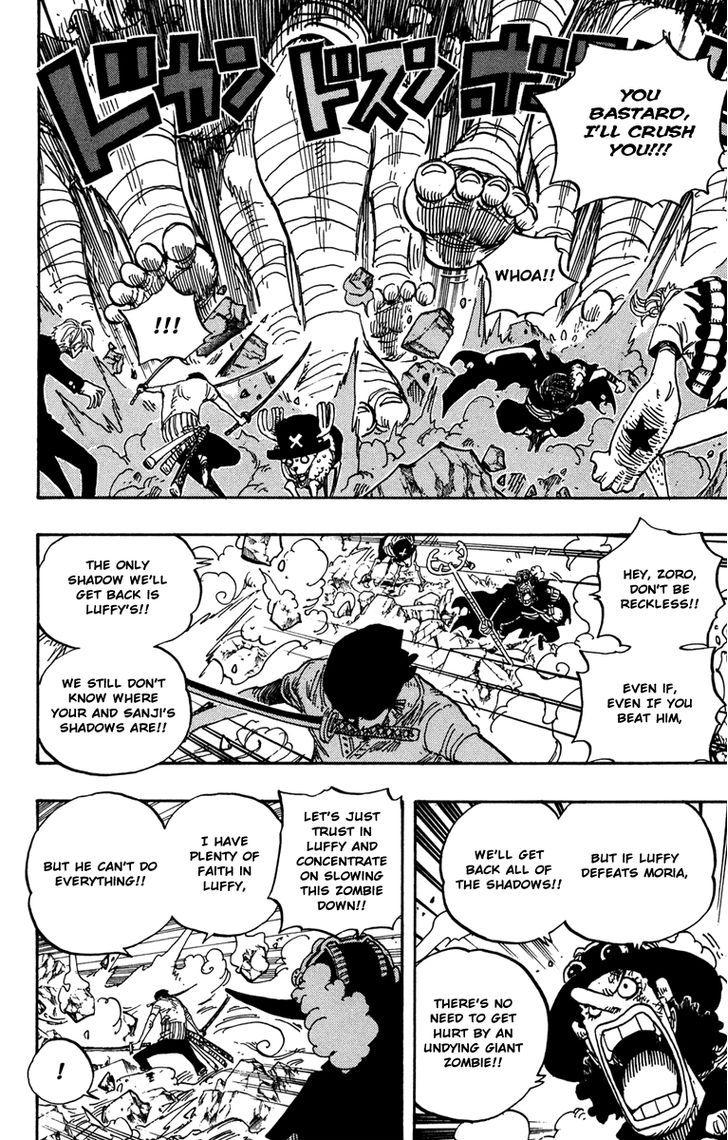 ドカン
ドスン
ボ
YOU
BASTARD,
I'LL CRUSH
YOU!!!
WHOA!!
!!!
HEY, ZORO,
DON'T BE
RECKLESS!!
EVEN IF,
EVEN IF YOU
BEAT HIM,
THE ONLY
SHADOW WE'LL
GET BACK IS
LUFFY'S!!
WE STILL DON'T
KNOW WHERE
YOUR AND SANJI'S
SHADOWS ARE!!
BUT IF LUFFY
DEFEATS MORIA,
WE'LL GET
BACK ALL OF
THE SHADOWS!!
THERE'S NO
NEED TO GET
HURT BY AN
UNDYING GIANT
ZOMBIE!!
LET'S JUST
TRUST IN
LUFFY AND
CONCENTRATE
ON SLOWING
THIS ZOMBIE
DOWN!!
I HAVE
PLENTY OF
FAITH IN
LUFFY,
BUT HE CAN'T DO
EVERYTHING!!
!